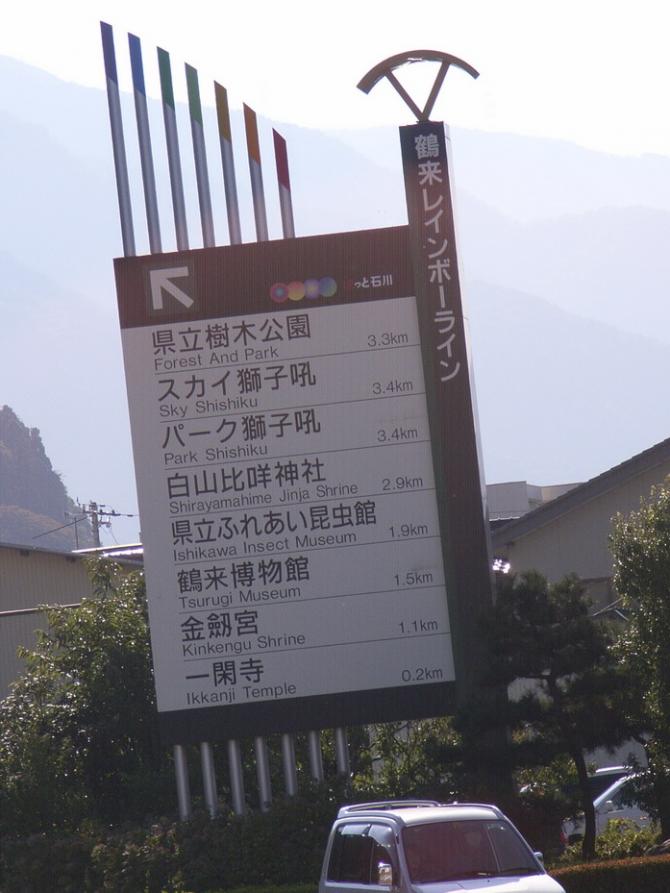 鶴来レインボーライン
っと石川
県立樹木公園
Forest And Park 3.3km
スカイ獅子吼
Sky Shishiku 3.4km
パーク獅子吼
Park Shishiku 3.4km
白山比咩神社
Shirayamahime Jinja Shrine 2.9km
県立ふれあい昆虫館
Ishikawa Insect Museum 1.9km
鶴来博物館
Tsurugi Museum 1.5km
金劔宮
Kinkengu Shrine 1.1km
一閑寺
Ikkanji Temple 0.2km